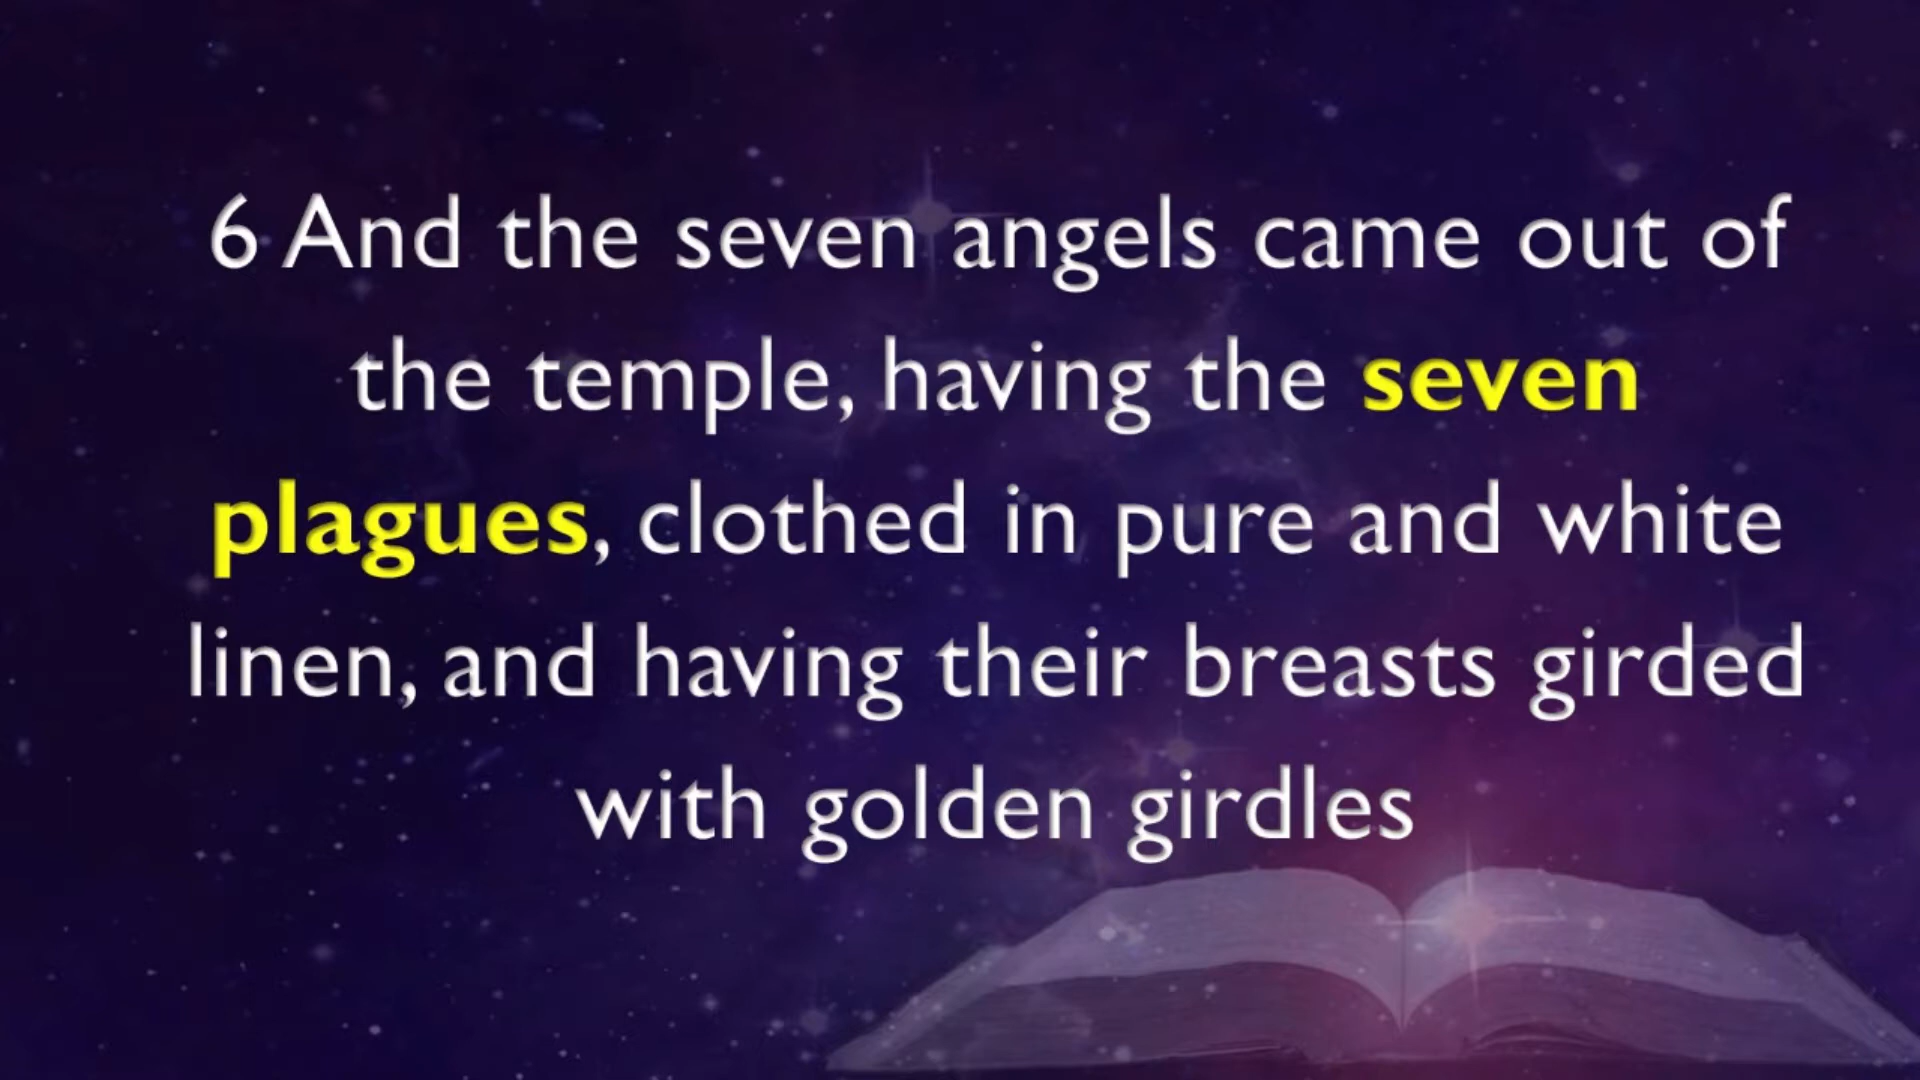 6 And the seven angels came out of
the temple, having the seven
plagues, clothed in pure and white
linen, and having their breasts girded
with golden girdles